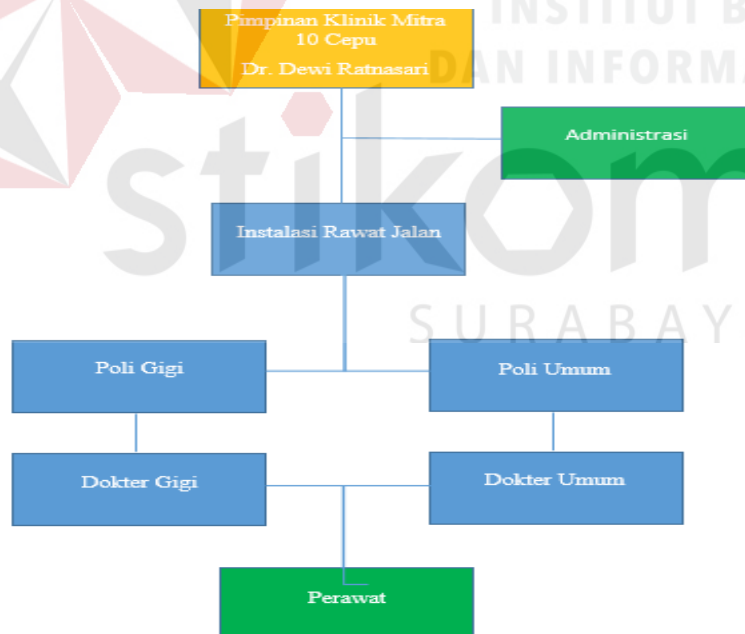 INSTITUT B
DAN INFORMA
stikom
SURABAY
Pimpinan Klinik Mitra
10 Cepu
Dr. Dewi Ratnasari
Administrasi
Instalasi Rawat Jalan
Poli Gigi
Poli Umum
Dokter Gigi
Dokter Umum
Perawat